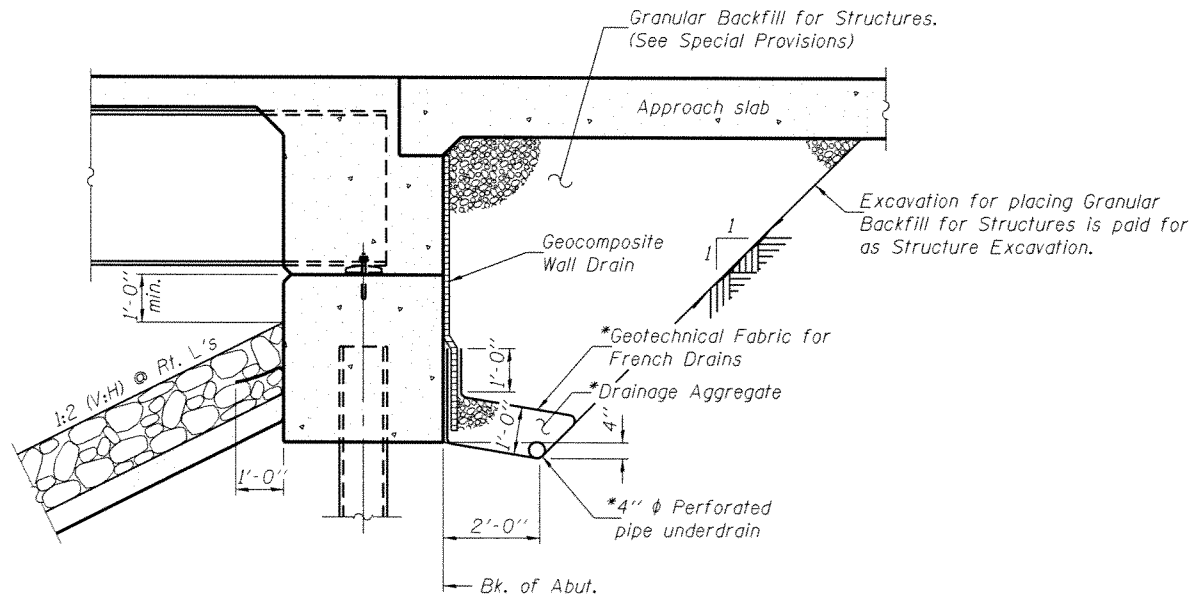 Granular Backfill for Structures.
(See Special Provisions)
Approach slab
Excavation for placing Granular
Backfill for Structures is paid for
as Structure Excavation.
1
1
Geocomposite
Wall Drain
1'-0"
min.
*Geotechnical Fabric for
French Drains
1:2 (V:H) @ Rt. L's
1'-0"
*Drainage Aggregate
1'-0"
4"
1'-0"
*4" ϕ Perforated
pipe underdrain
2'-0"
Bk. of Abut.